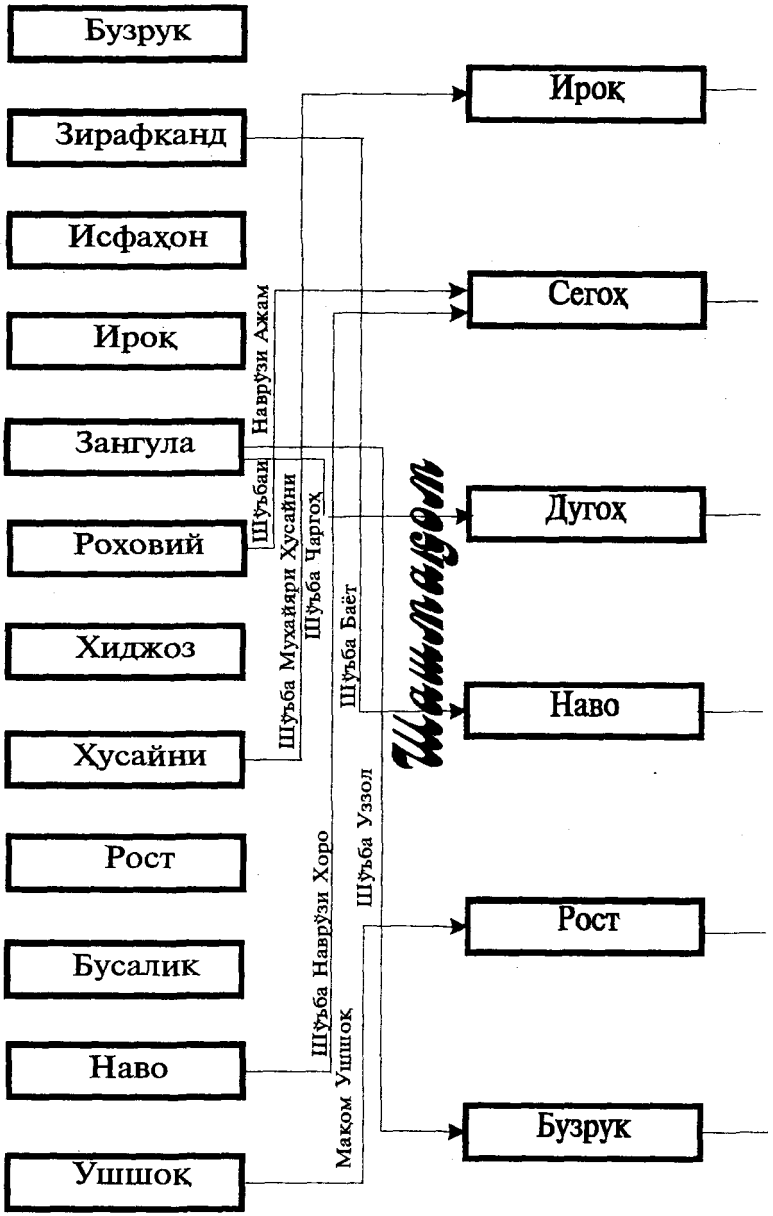 Бузрук
Зирафканд
Исфаҳон
Ироқ
Зангула
Роховий
Хиджоз
Ҳусайни
Рост
Бусалик
Наво
Ушшоқ
Шўъбаи Наврўзи Ажам
Шўъба Мухайяри Ҳусайни
Шўъба Чаргоҳ
Шўъба Наврўзи Хоро
Шўъба Баёт
Шўъба Уззол
Мақом Ушшоқ
Шашмақом
Ироқ
Сегоҳ
Дугоҳ
Наво
Рост
Бузрук